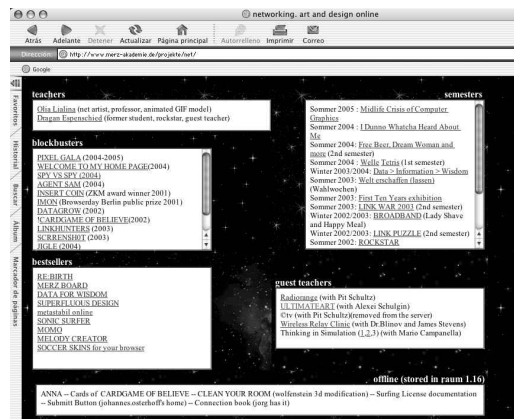 networking. art and design online
Atrás Adelante Detener Actualizar Página principal Autorrelleno Imprimir Correo
Dirección: http://www.merz-akademie.de/projekte/net/
Google
Favoritos
Historial
Buscar
Álbum
Marcador de páginas
teachers
Olia Lialina (net artist, professor, animated GIF model)
Dragan Espenschied (former student, rockstar, guest teacher)
blockbusters
PIXEL GALA (2004-2005)
WELCOME TO MY HOME PAGE(2004)
SPY VS SPY (2004)
AGENT SAM (2004)
INSERT COIN (ZKM award winner 2001)
IMON (Browserday Berlin public prize 2001)
DATAGROW (2002)
!CARDGAME OF BELIEVE(2002)
LINKHUNTERS (2003)
SCRRENSH0T (2003)
JIGLE (2004)
bestsellers
RE:BIRTH
MERZ BOARD
DATA FOR WISDOM
SUPERFLUOUS DESIGN
metastabil online
SONIC SURFER
MOMO
MELODY CREATOR
SOCCER SKINS for your browser
semesters
Sommer 2005 : Midlife Crisis of Computer
Graphics
Sommer 2004 : I Dunno Whatcha Heard About
Me
Sommer 2004: Free Beer, Dream Woman and
more (2nd semester)
Sommer 2004 : Welle Tetris (1st semester)
Winter 2003/2004: Data > Information > Wisdom
Sommer 2003: Welt erschaffen (lassen)
(Wahlwochen)
Sommer 2003: First Ten Years exhibition
Sommer 2003: LINK WAR 2003 (2nd semester)
Winter 2002/2003: BROADBAND (Lady Shave
and Happy Meal)
Winter 2002/2003: LINK PUZZLE (2nd semester)
Sommer 2002: ROCKSTAR
guest teachers
Radiorange (with Pit Schultz)
ULTIMATEART (with Alexei Schulgin)
©tv (with Pit Schultz)(removed from the server)
Wireless Relay Clinic (with Dr.Blinov and James Stevens)
Thinking in Simulation (1,2,3) (with Mario Campanella)
offline (stored in raum 1.16)
ANNA -- Cards of CARDGAME OF BELIEVE -- CLEAN YOUR ROOM (wolfenstein 3d modification) -- Surfing License documentation
-- Submit Button (johannes.osterhoff's home) -- Connection book (jorg has it)